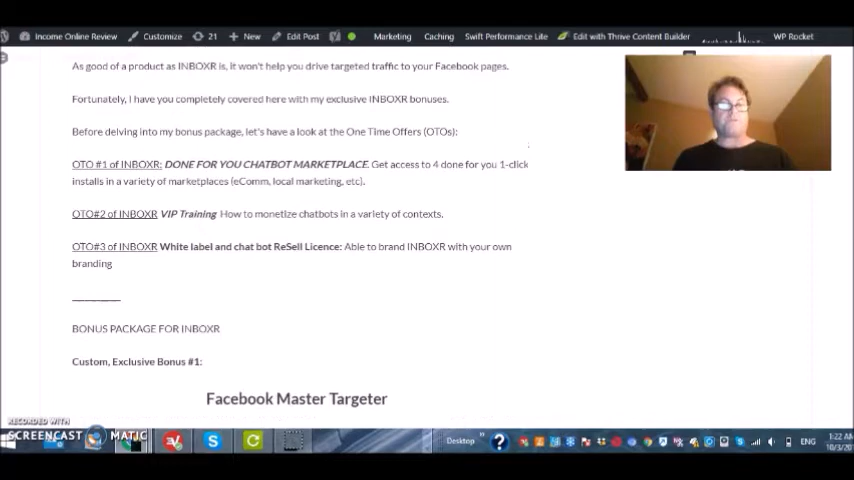 Income Online Review Customize 21 New Edit Post Marketing Caching Swift Performance Lite Edit with Thrive Content Builder WP Rocket
As good of a product as INBOXR is, it won't help you drive targeted traffic to your Facebook pages.
Fortunately, I have you completely covered here with my exclusive INBOXR bonuses.
Before delving into my bonus package, let's have a look at the One Time Offers (OTOs):
OTO #1 of INBOXR: DONE FOR YOU CHATBOT MARKETPLACE. Get access to 4 done for you 1-click
installs in a variety of marketplaces (eComm, local marketing, etc).
OTO#2 of INBOXR VIP Training How to monetize chatbots in a variety of contexts.
OTO#3 of INBOXR White label and chat bot ReSell Licence: Able to brand INBOXR with your own
branding
BONUS PACKAGE FOR INBOXR
Custom, Exclusive Bonus #1:
Facebook Master Targeter
RECORDED WITH
SCREENCAST MATIC
Desktop
ENG
1:22 AM